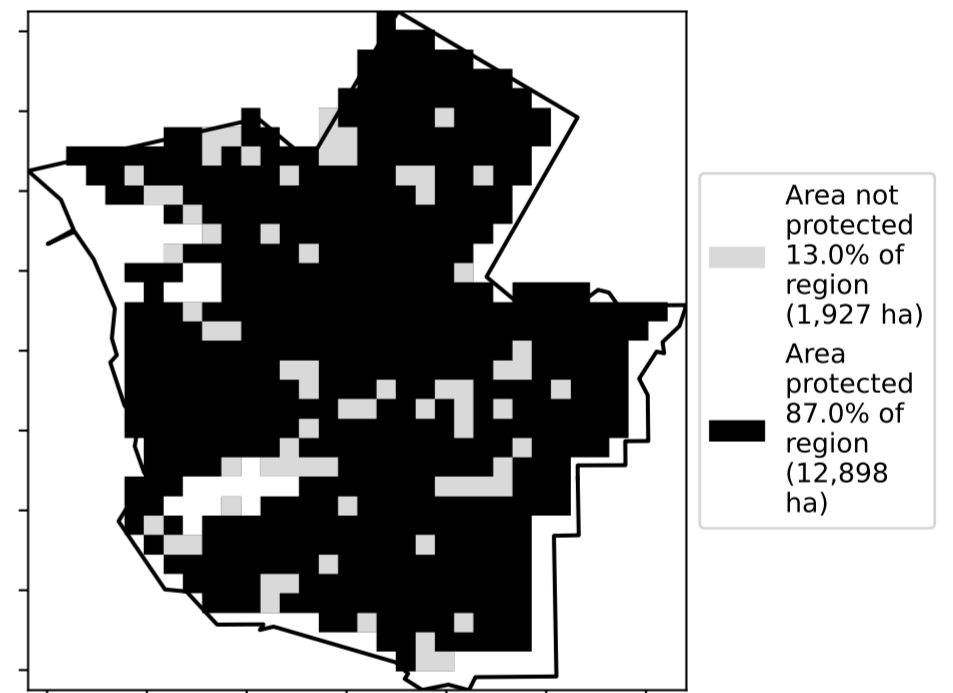 Area not
protected
13.0% of
region
(1,927 ha)
Area
protected
87.0% of
region
(12,898
ha)